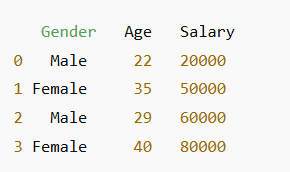 Gender Age Salary
0 Male 22 20000
1 Female 35 50000
2 Male 29 60000
3 Female 40 80000